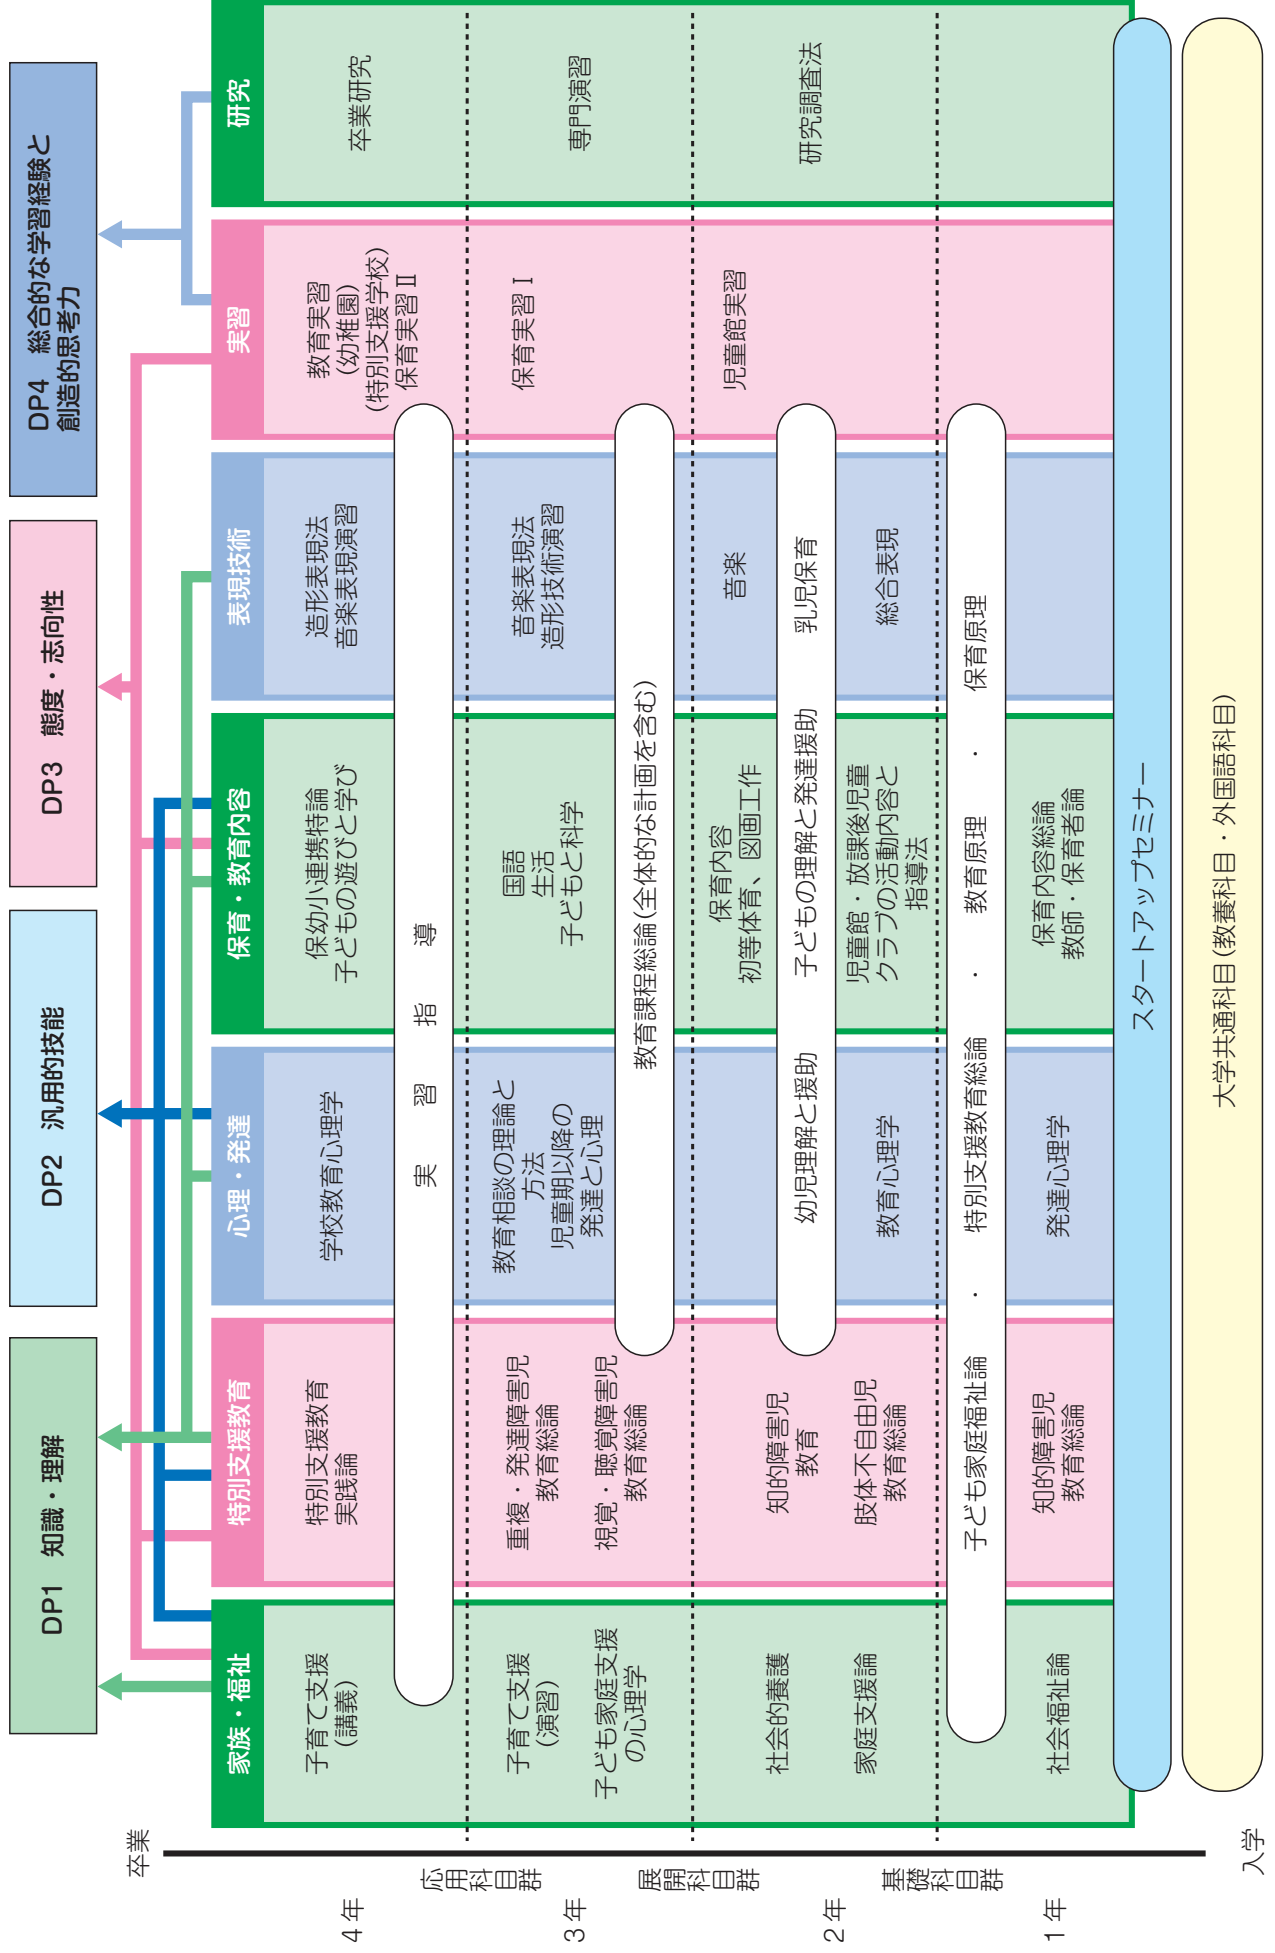 DP1 知識・理解
DP2 汎用的技能
DP3 態度・志向性
DP4 総合的な学習経験と
創造的思考力
卒業
家族・福祉
特別支援教育
心理・発達
保育・教育内容
表現技術
実習
研究
4年
子育て支援
(講義)
特別支援教育
実践論
学校教育心理学
保幼小連携特論
子どもの遊びと学び
造形表現法
音楽表現演習
教育実習
(幼稚園)
(特別支援学校)
保育実習Ⅱ
卒業研究
実習指導
応用科目群
3年
子育て支援
(演習)
子ども家庭支援
の心理学
重複・発達障害児
教育総論
視覚・聴覚障害児
教育総論
教育相談の理論と
方法
児童期以降の
発達と心理
国語
生活
子どもと科学
音楽表現法
造形技術演習
保育実習Ⅰ
専門演習
教育課程総論(全体的な計画を含む)
展開科目群
2年
社会的養護
家庭支援論
知的障害児
教育
肢体不自由児
教育総論
保育内容
初等体育、図画工作
音楽
児童館実習
研究調査法
幼児理解と援助 子どもの理解と発達援助 乳児保育
教育心理学
児童館・放課後児童
クラブの活動内容と
指導法
総合表現
基礎科目群
子ども家庭福祉論 ・ 特別支援教育総論 ・ 教育原理 ・ 保育原理
1年
社会福祉論
知的障害児
教育総論
発達心理学
保育内容総論
教師・保育者論
スタートアップセミナー
大学共通科目(教養科目・外国語科目)
入学